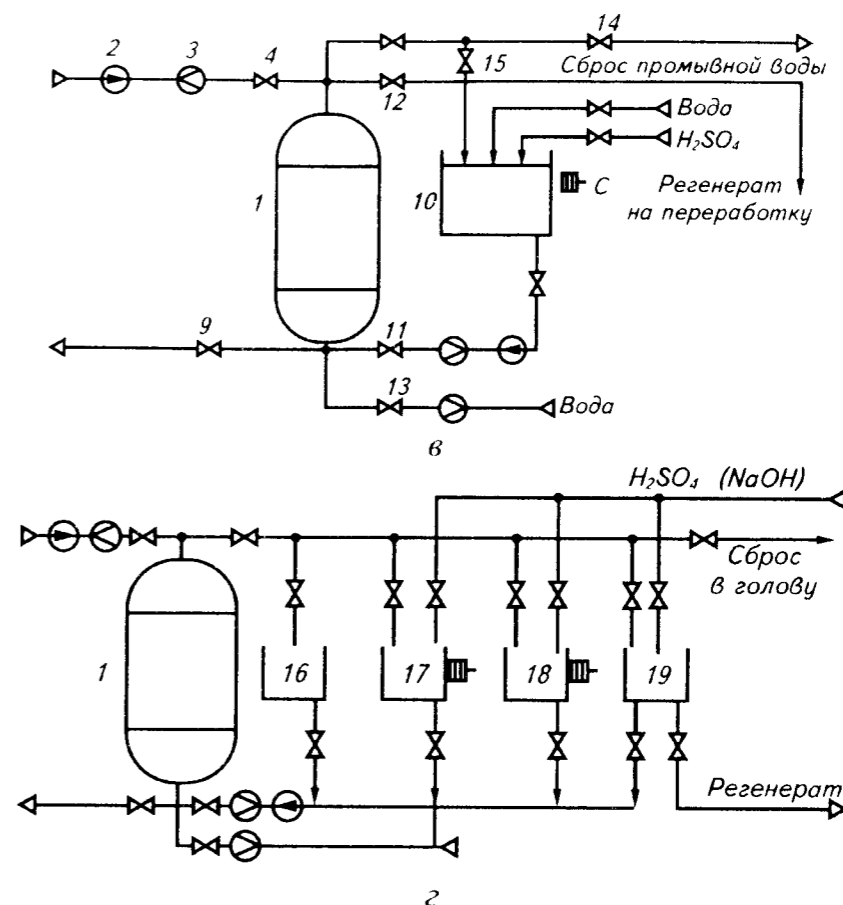 14
2 3 4
15
Сброс промывной воды
12
Вода
H₂SO₄
1 10 C
Регенерат
на переработку
9 11
13
Вода
в
H₂SO₄ (NaOH)
Сброс
в голову
1 16 17 18 19
Регенерат
г